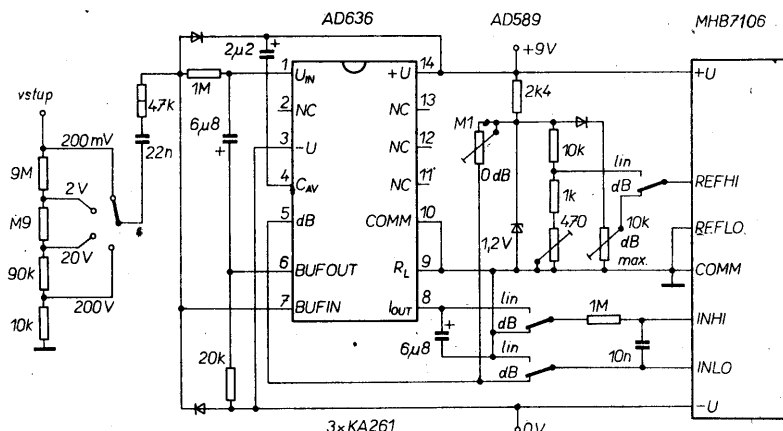 AD636
AD589
MHB7106
vstup
200mV
9M
2V
M9
20V
90k
200V
10k
47k
22n
1M
2µ2
6µ8
20k
1
U_IN
2
NC
3
-U
4
C_AV
5
dB
6
BUFOUT
7
BUFIN
+U
14
NC
13
NC
12
NC
11
COMM
10
R_L
9
I_OUT
8
+9V
2k4
M1
0dB
1,2V
10k
1k
470
10k
dB
max.
lin
dB
lin
dB
lin
dB
1M
10n
6µ8
+U
REFHI
REFLO
COMM
INHI
INLO
-U
3×KA261
0V